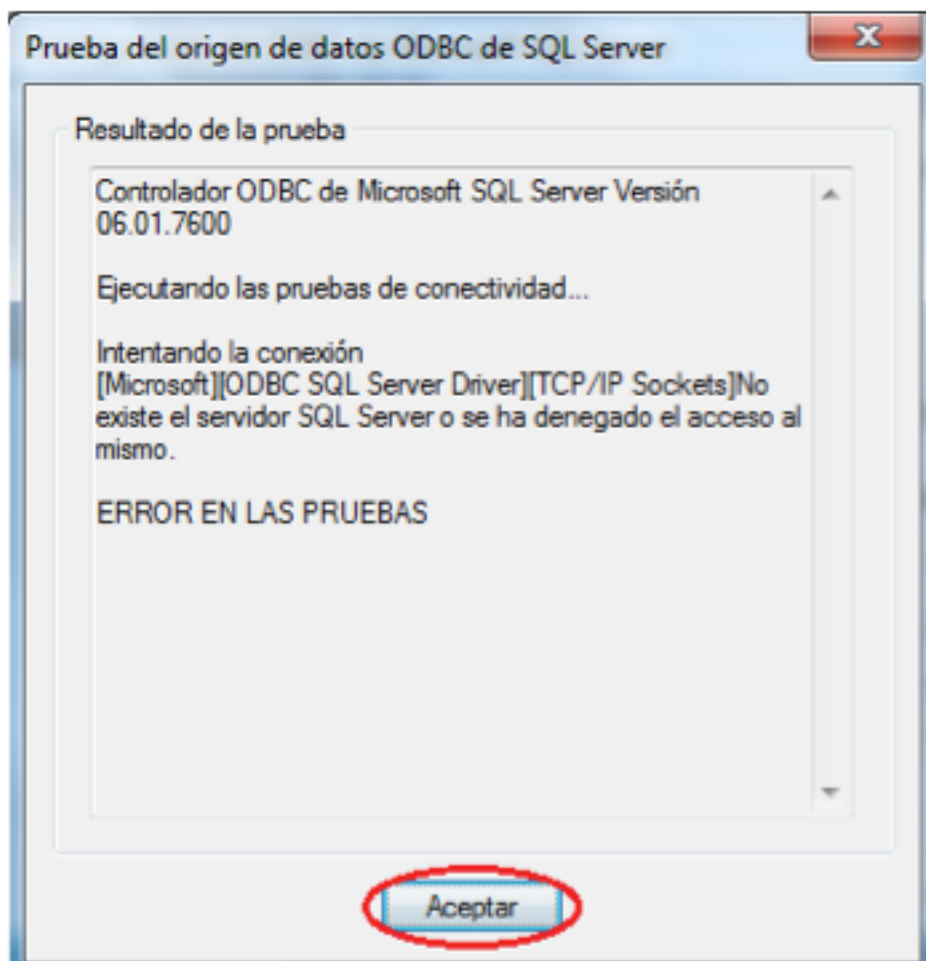 Prueba del origen de datos ODBC de SQL Server
Resultado de la prueba
Controlador ODBC de Microsoft SQL Server Versión
06.01.7600
Ejecutando las pruebas de conectividad...
Intentando la conexión
[Microsoft][ODBC SQL Server Driver][TCP/IP Sockets]No
existe el servidor SQL Server o se ha denegado el acceso al
mismo.
ERROR EN LAS PRUEBAS
Aceptar